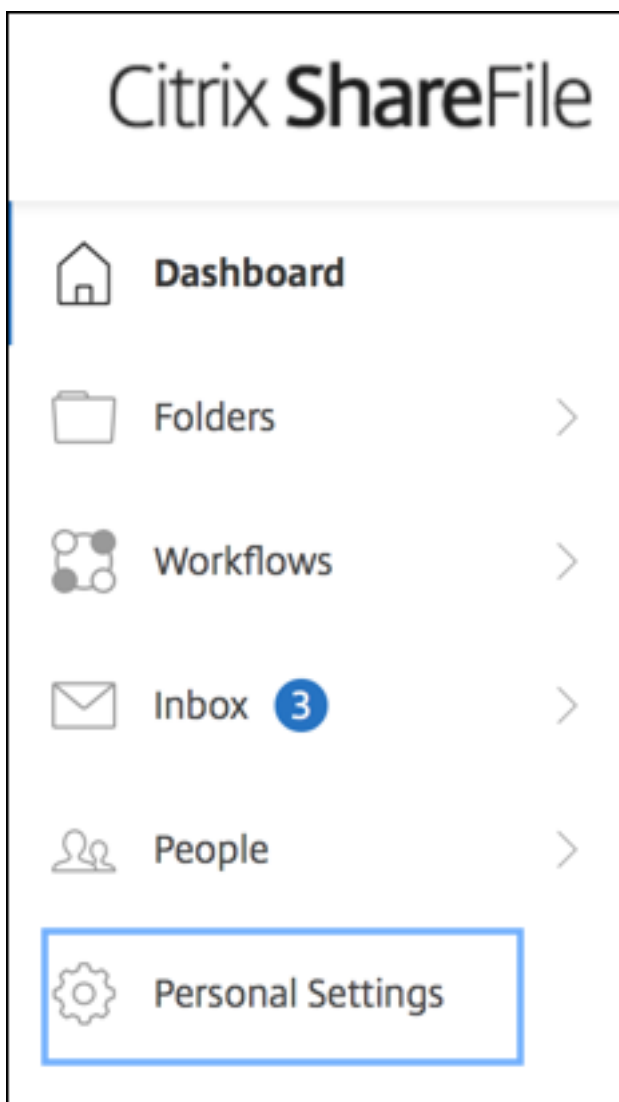 Citrix ShareFile
Dashboard
Folders
Workflows
Inbox 3
People
Personal Settings